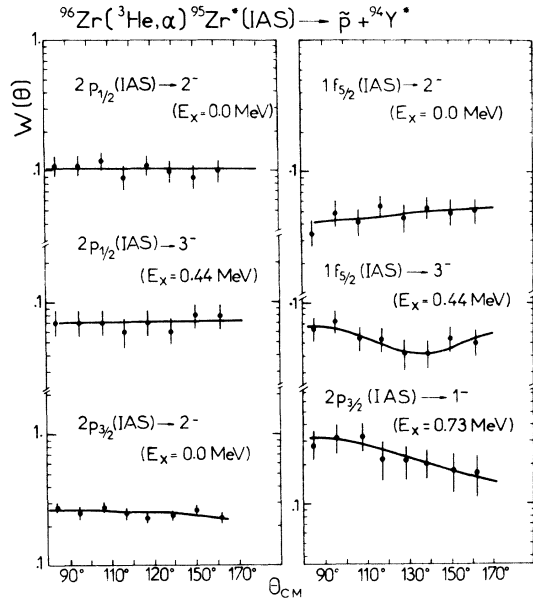 ⁹⁶Zr(³He,α)⁹⁵Zr*(IAS) → p̃ + ⁹⁴Y*
W(θ)
1.
2p₁/₂(IAS) → 2⁻
(Eₓ = 0.0 MeV)
.1
2p₁/₂(IAS) → 3⁻
(Eₓ = 0.44 MeV)
.1
2p₃/₂(IAS) → 2⁻
(Eₓ = 0.0 MeV)
1.
.1
90° 110° 120° 150° 170°
1.
1f₅/₂(IAS) → 2⁻
(Eₓ = 0.0 MeV)
.1
1f₅/₂(IAS) → 3⁻
(Eₓ = 0.44 MeV)
.1
2p₃/₂(IAS) → 1⁻
(Eₓ = 0.73 MeV)
.1
90° 110° 130° 150° 170°
θCM